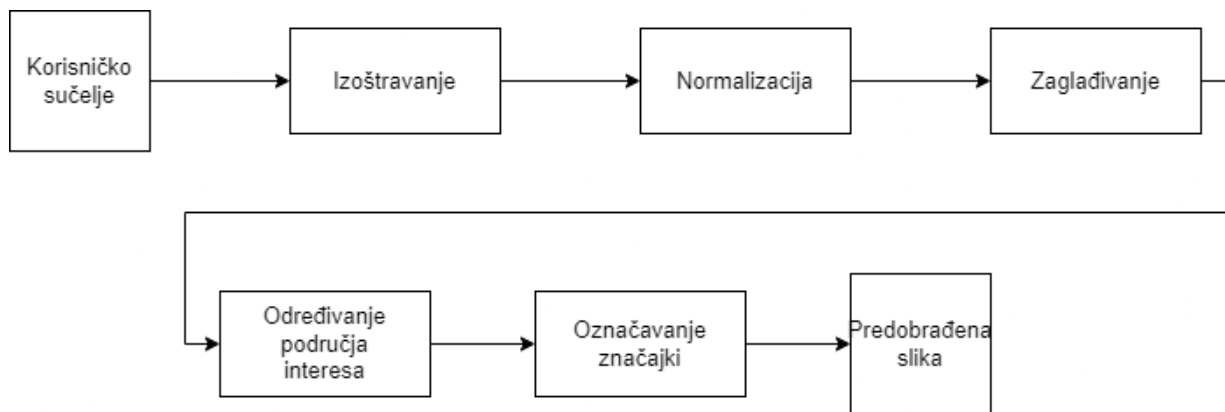 Korisničko
sučelje
Izoštravanje
Normalizacija
Zaglađivanje
Određivanje
područja
interesa
Označavanje
značajki
Predobrađena
slika